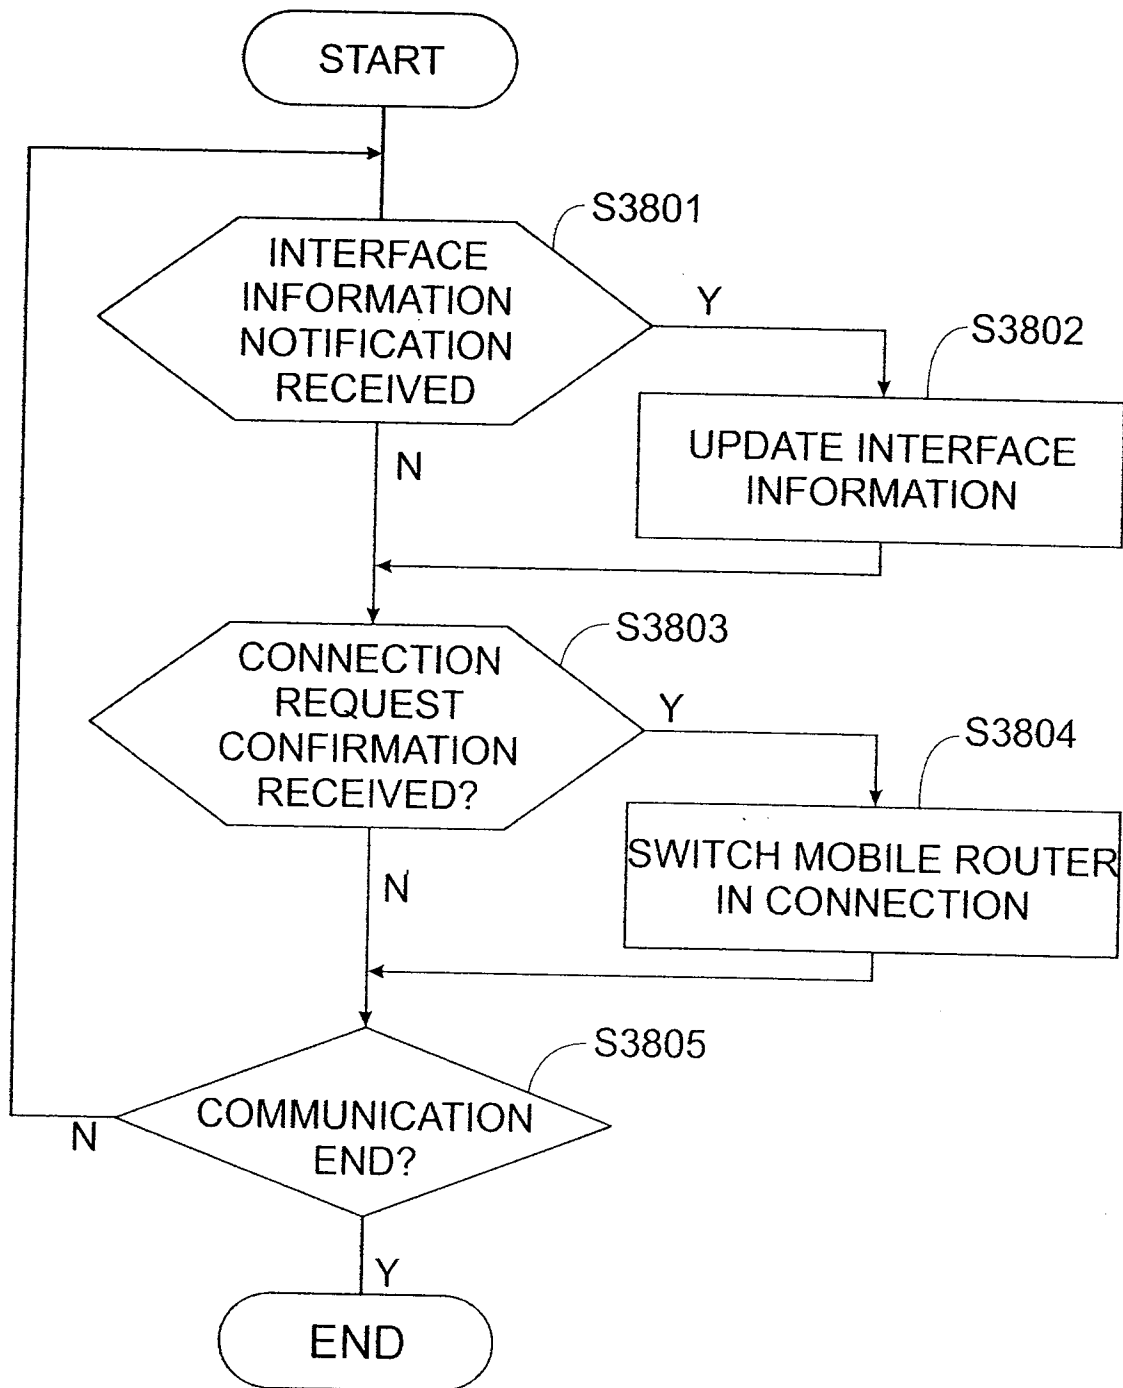 START
S3801
INTERFACE
INFORMATION
NOTIFICATION
RECEIVED
Y
S3802
UPDATE INTERFACE
INFORMATION
N
S3803
CONNECTION
REQUEST
CONFIRMATION
RECEIVED?
Y
S3804
SWITCH MOBILE ROUTER
IN CONNECTION
N
S3805
COMMUNICATION
END?
N
Y
END